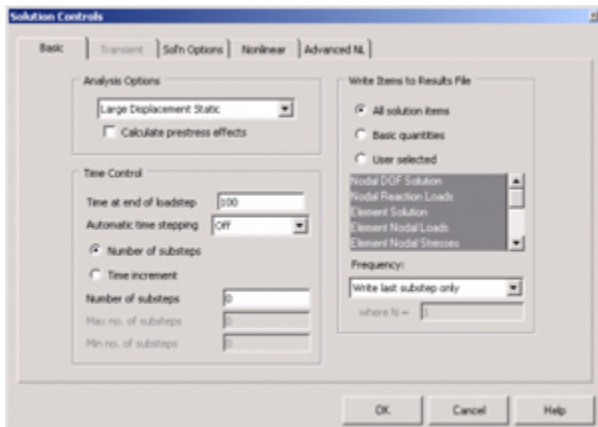 Solution Controls
Basic
Transient
Sol'n Options
Nonlinear
Advanced NL
Analysis Options
Large Displacement Static
Calculate prestress effects
Time Control
Time at end of loadstep 100
Automatic time stepping Off
Number of substeps
Time increment
Number of substeps 0
Max no. of substeps 0
Min no. of substeps 0
Write Items to Results File
All solution items
Basic quantities
User selected
Nodal DOF Solution
Nodal Reaction Loads
Element Solution
Element Nodal Loads
Element Nodal Stresses
Frequency:
Write last substep only
where N = 1
OK
Cancel
Help